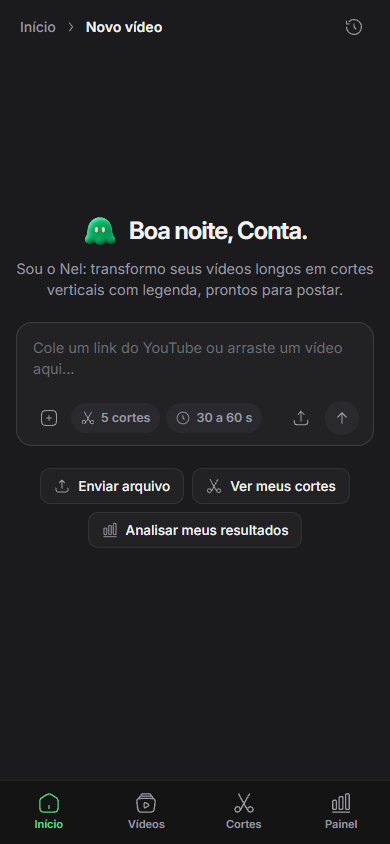 Início > Novo vídeo
Boa noite, Conta.
Sou o Nel: transformo seus vídeos longos em cortes
verticais com legenda, prontos para postar.
Cole um link do YouTube ou arraste um vídeo
aqui...
5 cortes
30 a 60 s
Enviar arquivo
Ver meus cortes
Analisar meus resultados
Início
Vídeos
Cortes
Painel